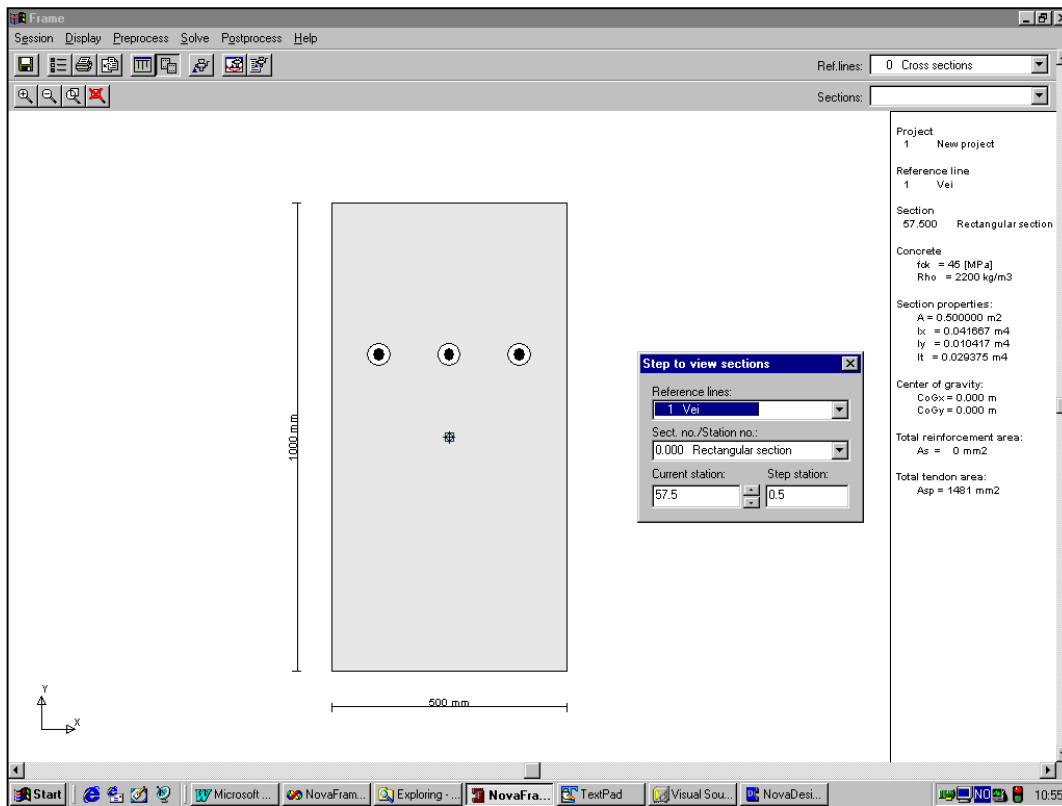 Frame
Session Display Preprocess Solve Postprocess Help
Ref.lines: 0 Cross sections
Sections:
Project
1 New project
Reference line
1 Vei
Section
57.500 Rectangular section
Concrete
fck = 45 [MPa]
Rho = 2200 kg/m3
Section properties:
A = 0.500000 m2
Ix = 0.041667 m4
Iy = 0.010417 m4
It = 0.029375 m4
Center of gravity:
CoGx = 0.000 m
CoGy = 0.000 m
Total reinforcement area:
As = 0 mm2
Total tendon area:
Asp = 1481 mm2
1000 mm
500 mm
Y
X
Step to view sections
Reference lines:
1 Vei
Sect. no./Station no.:
0.000 Rectangular section
Current station: Step station:
57.5 0.5
Start Microsoft ... NovaFram... Exploring - ... NovaFra... TextPad Visual Sou... NovaDesi... NO